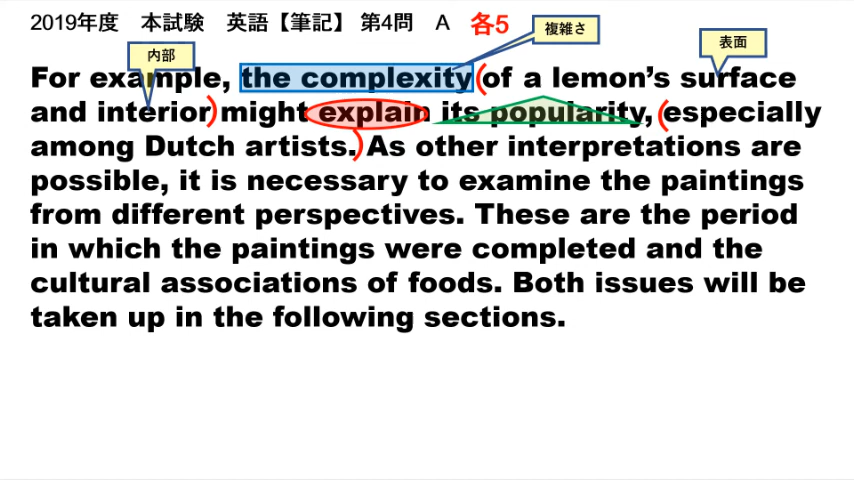 2019年度 本試験 英語【筆記】 第4問 A 各5
複雑さ
表面
内部
For example, the complexity (of a lemon's surface
and interior) might explain its popularity, (especially
among Dutch artists.) As other interpretations are
possible, it is necessary to examine the paintings
from different perspectives. These are the period
in which the paintings were completed and the
cultural associations of foods. Both issues will be
taken up in the following sections.